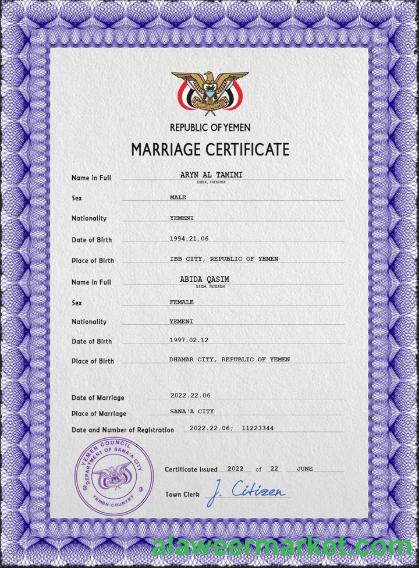 REPUBLIC OF YEMEN
MARRIAGE CERTIFICATE
Name in Full ARYN AL TAMIMI
Sex MALE
Nationality YEMENI
Date of Birth 1994.21.06
Place of Birth IBB CITY, REPUBLIC OF YEMEN
Name in Full ABIDA QASIM
Sex FEMALE
Nationality YEMENI
Date of Birth 1997.02.12
Place of Birth DHAMAR CITY, REPUBLIC OF YEMEN
Date of Marriage 2022.22.06
Place of Marriage SANA'A CITY
Date and Number of Registration 2022.22.06; 11223344
YEMEN COUNCIL
DEPARTMENT OF SANA'A CITY
YEMEN COUNTRY
Certificate Issued 2022 of 22 JUNE
Town Clerk J. Citizen
alaweermarket.com